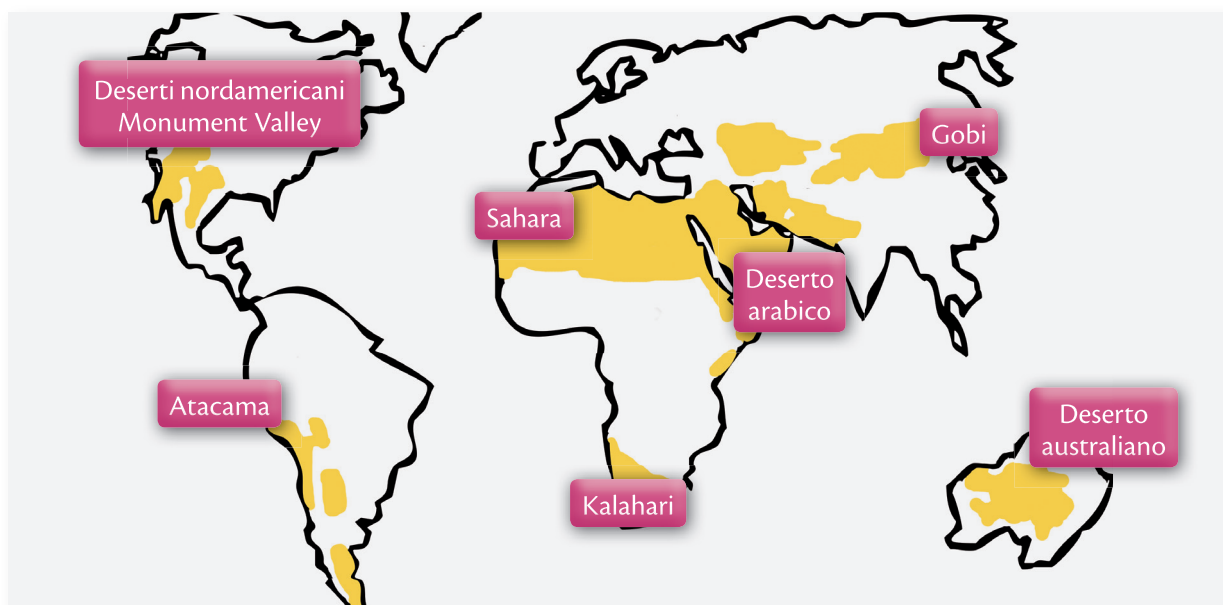 Deserti nordamericani
Monument Valley
Gobi
Sahara
Deserto
arabico
Atacama
Deserto
australiano
Kalahari